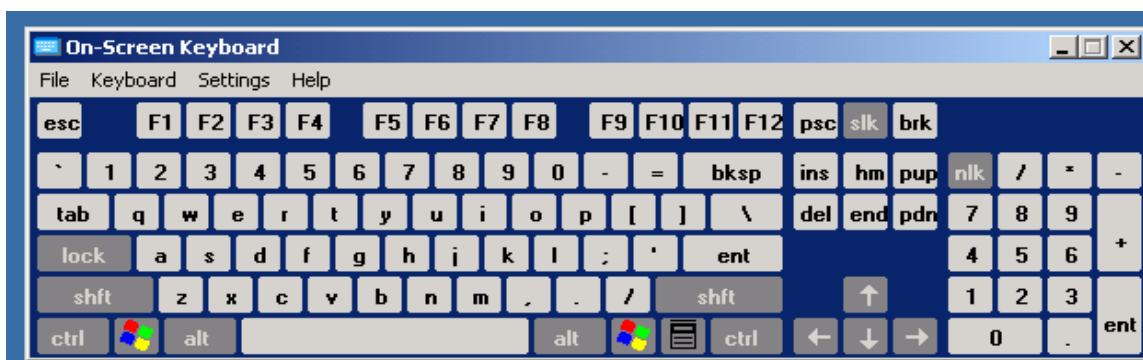 On-Screen Keyboard
File Keyboard Settings Help
esc F1 F2 F3 F4 F5 F6 F7 F8 F9 F10 F11 F12 psc slk brk
` 1 2 3 4 5 6 7 8 9 0 - = bksp ins hm pup nlk / * -
tab q w e r t y u i o p [ ] \ del end pdn 7 8 9 +
lock a s d f g h j k l ; ' ent 4 5 6
shft z x c v b n m , . / shft ↑ 1 2 3 ent
ctrl alt alt ctrl ← ↓ → 0 .